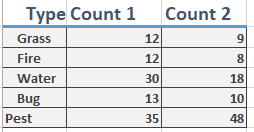 Type Count 1 Count 2
Grass 12 9
Fire 12 8
Water 30 18
Bug 13 10
Pest 35 48